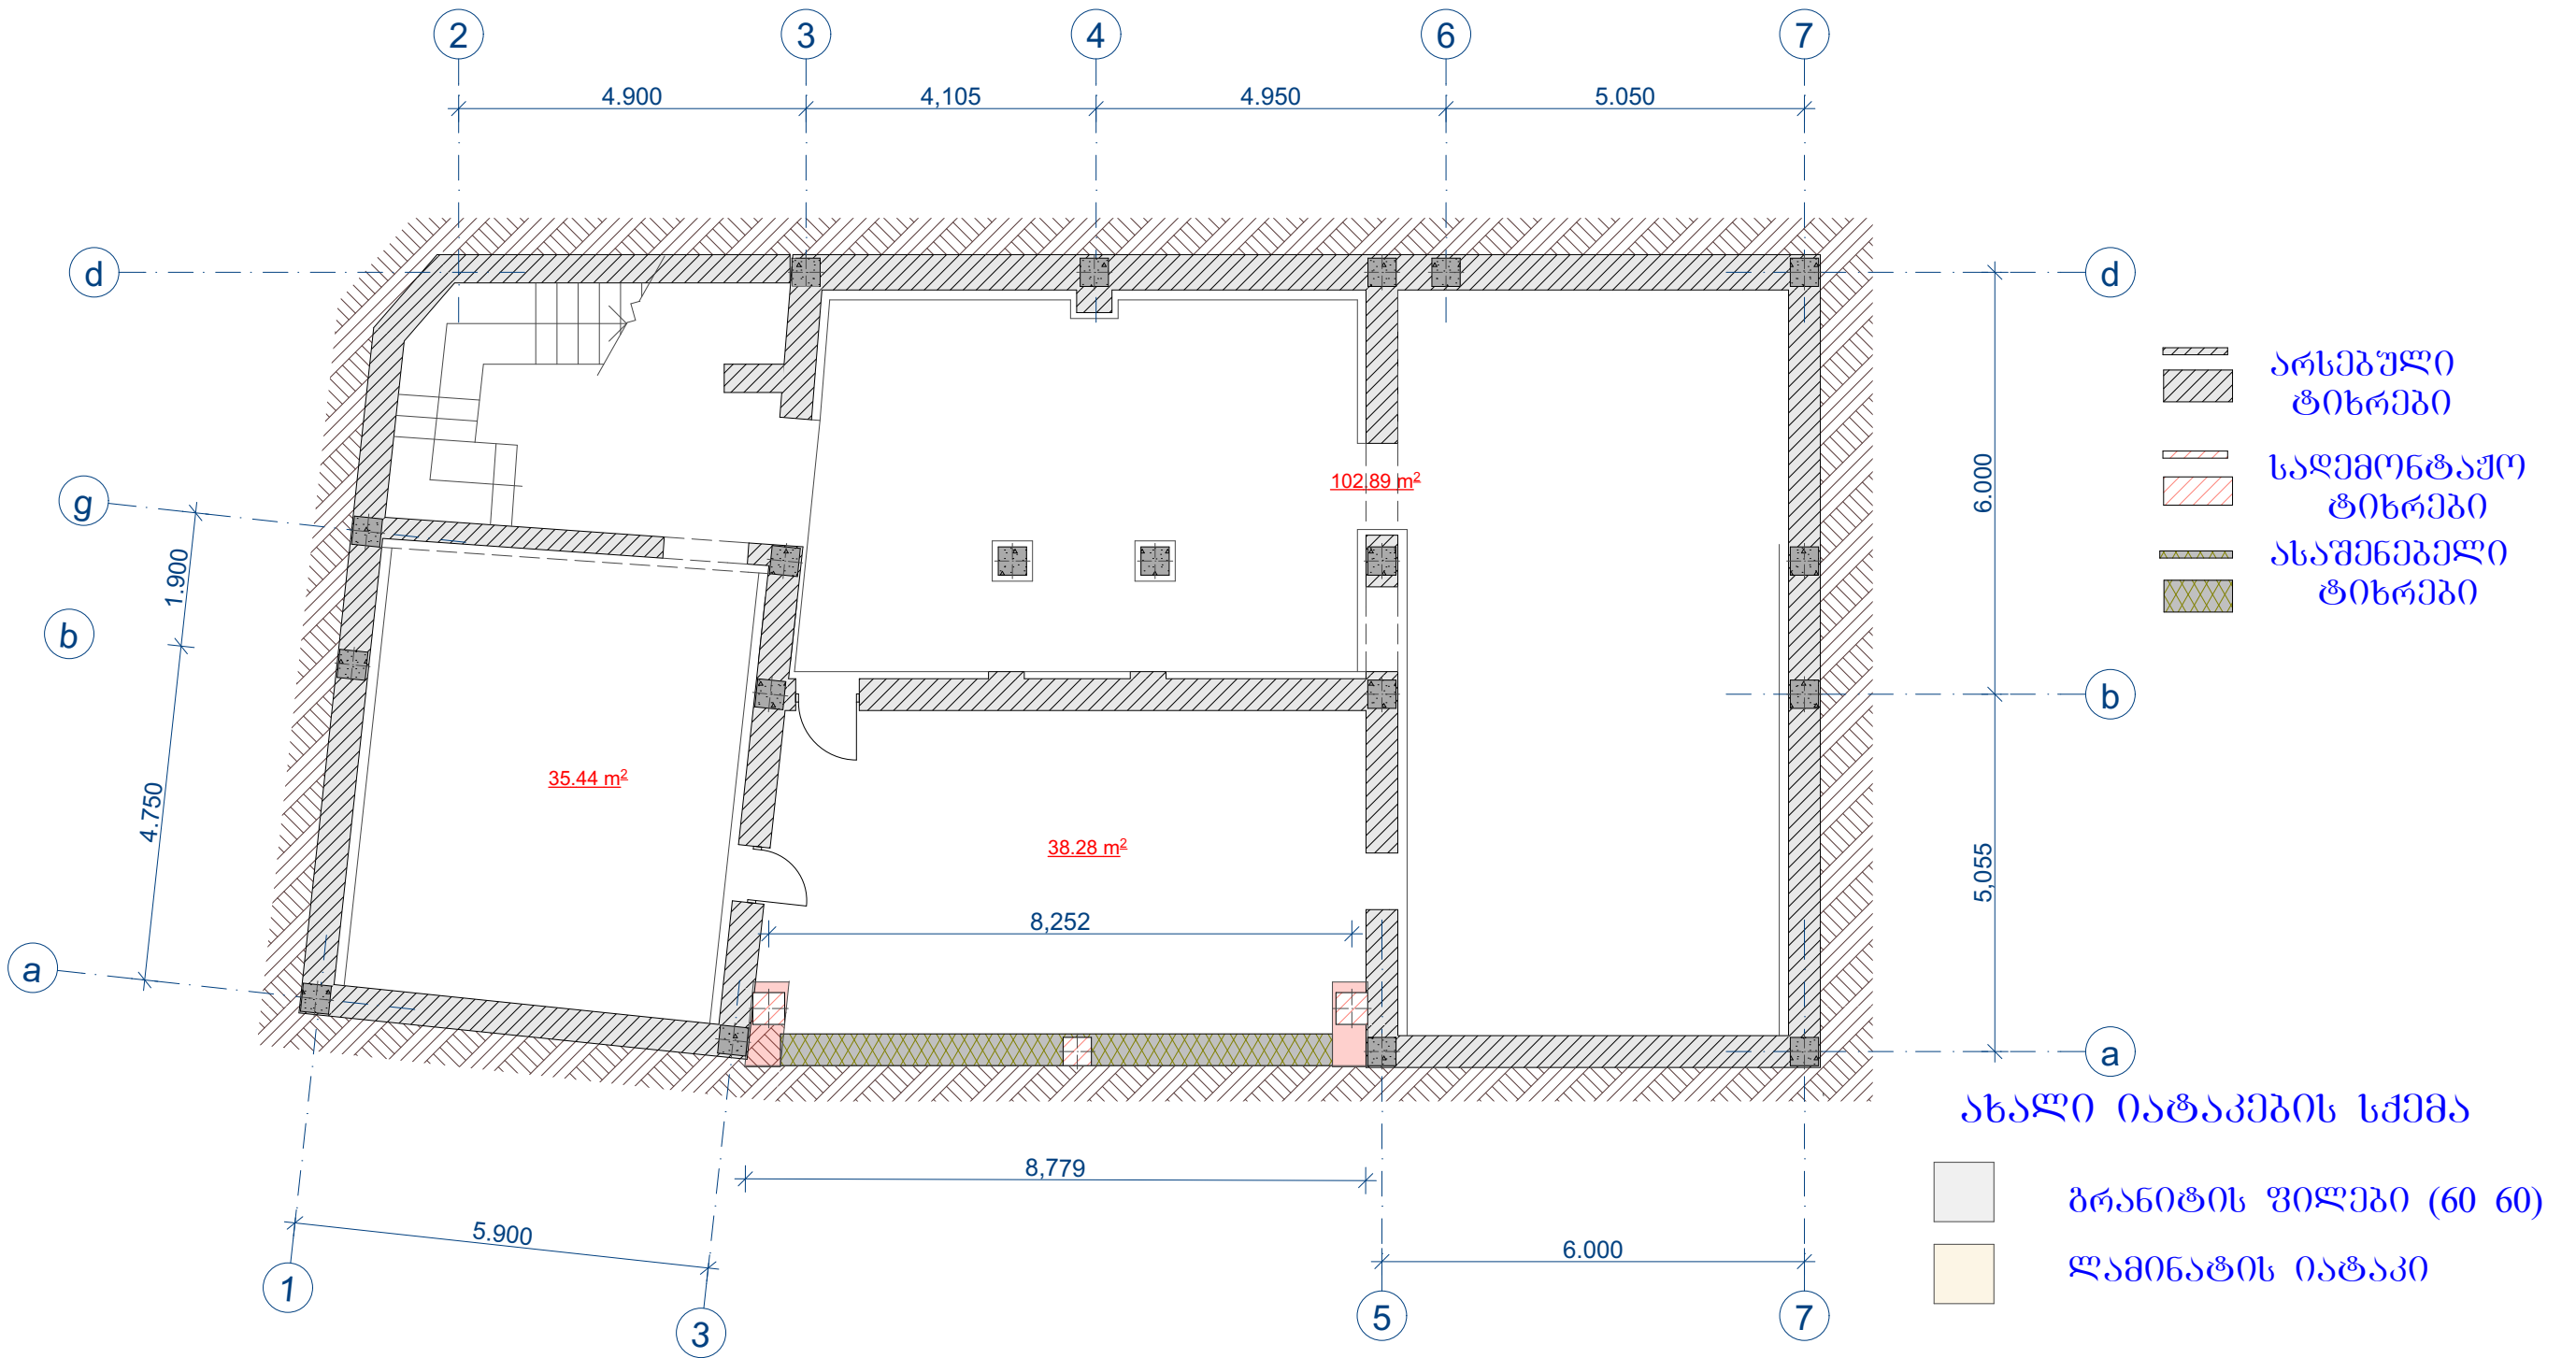 2 3 4 6 7
4.900 4,105 4.950 5.050
d d
არსებული
ტიხრები
102.89 m²
სადემონტაჟო
ტიხრები
6.000
g
ასაშენებელი
ტიხრები
1.900
b
b
35.44 m²
4.750
38.28 m²
5,055
8,252
a
a
ახალი იატაკების სქემა
8,779
გრანიტის ფილები (60 60)
5.900
6.000
ლამინატის იატაკი
1
3
5 7